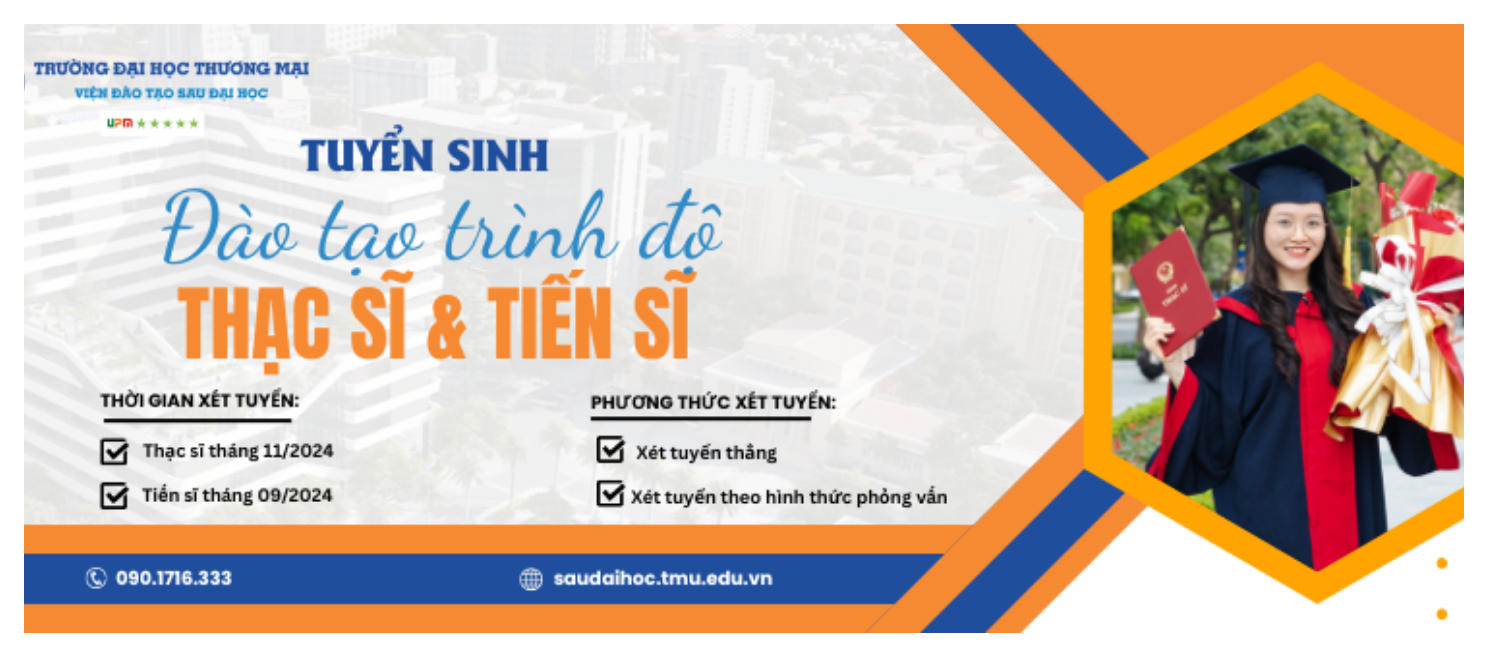 TRƯỜNG ĐẠI HỌC THƯƠNG MẠI
VIỆN ĐÀO TẠO SAU ĐẠI HỌC
UPM
TUYỂN SINH
Đào tạo trình độ
THẠC SĨ & TIẾN SĨ
THỜI GIAN XÉT TUYỂN:
Thạc sĩ tháng 11/2024
Tiến sĩ tháng 09/2024
PHƯƠNG THỨC XÉT TUYỂN:
Xét tuyển thẳng
Xét tuyển theo hình thức phỏng vấn
090.1716.333
saudaihoc.tmu.edu.vn
THẠC SĨ